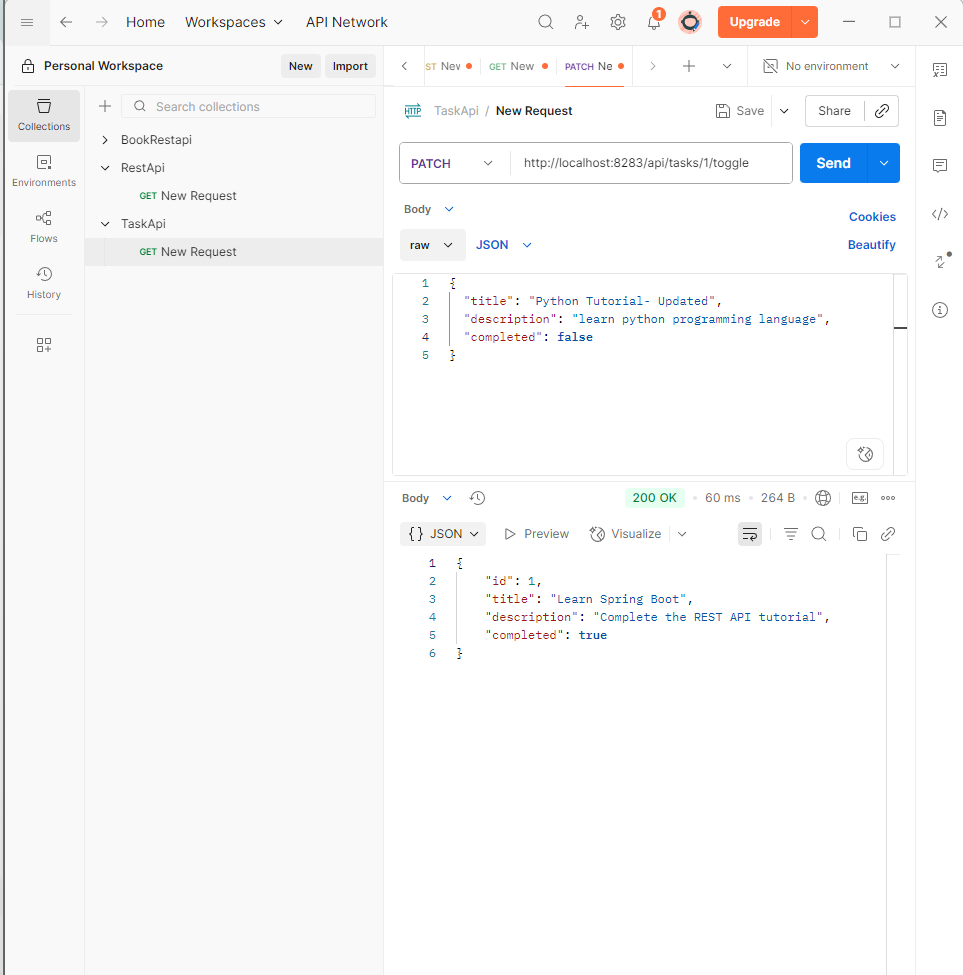 Home Workspaces API Network 1 Upgrade
Personal Workspace New Import
ST New GET New PATCH Ne No environment
Collections
Environments
Flows
History
Search collections
BookRestapi
RestApi
GET New Request
TaskApi
GET New Request
HTTP TaskApi / New Request Save Share
PATCH http://localhost:8283/api/tasks/1/toggle Send
Body Cookies
raw JSON Beautify
1 {
2 "title": "Python Tutorial- Updated",
3 "description": "learn python programming language",
4 "completed": false
5 }
Body 200 OK • 60 ms • 264 B • e.g.
{} JSON Preview Visualize
1 {
2 "id": 1,
3 "title": "Learn Spring Boot",
4 "description": "Complete the REST API tutorial",
5 "completed": true
6 }